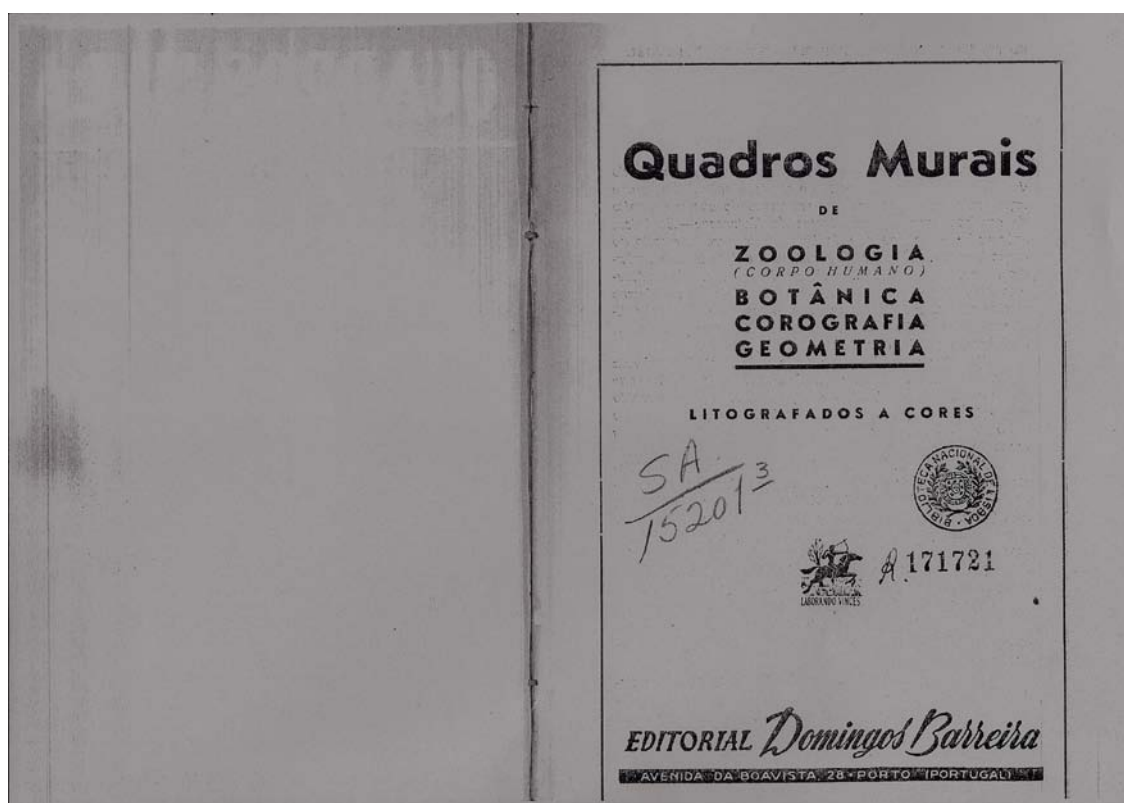 Quadros Murais
DE
ZOOLOGIA
(CORPO HUMANO)
BOTÂNICA
COROGRAFIA
GEOMETRIA
LITOGRAFADOS A CORES
SA
15201 3
BIBLIOTECA NACIONAL DE LISBOA
R. 171721
LABORANDO VINCES
EDITORIAL Domingos Barreira
AVENIDA DA BOAVISTA, 28 - PORTO (PORTUGAL)